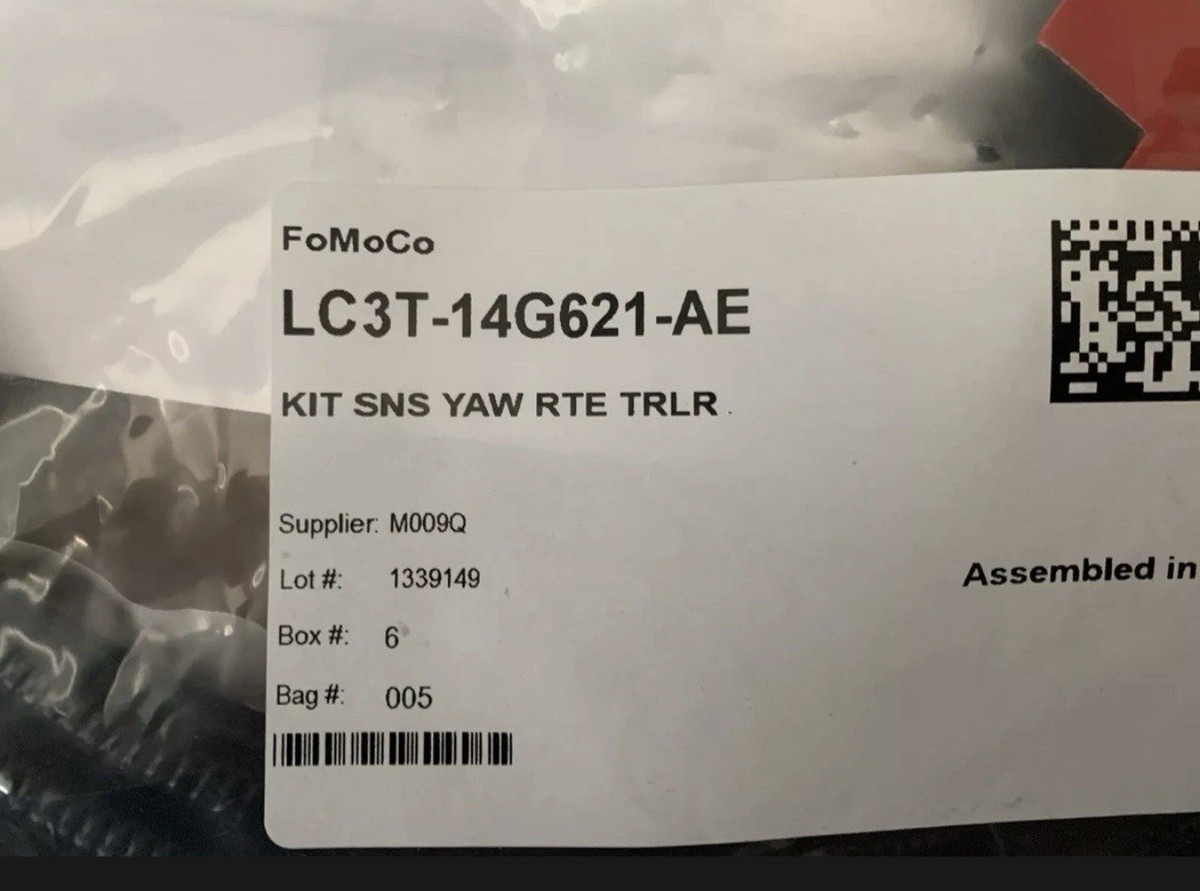 FoMoCo
LC3T-14G621-AE
KIT SNS YAW RTE TRLR .
Supplier: M009Q
Lot #: 1339149
Box #: 6
Bag #: 005
Assembled in